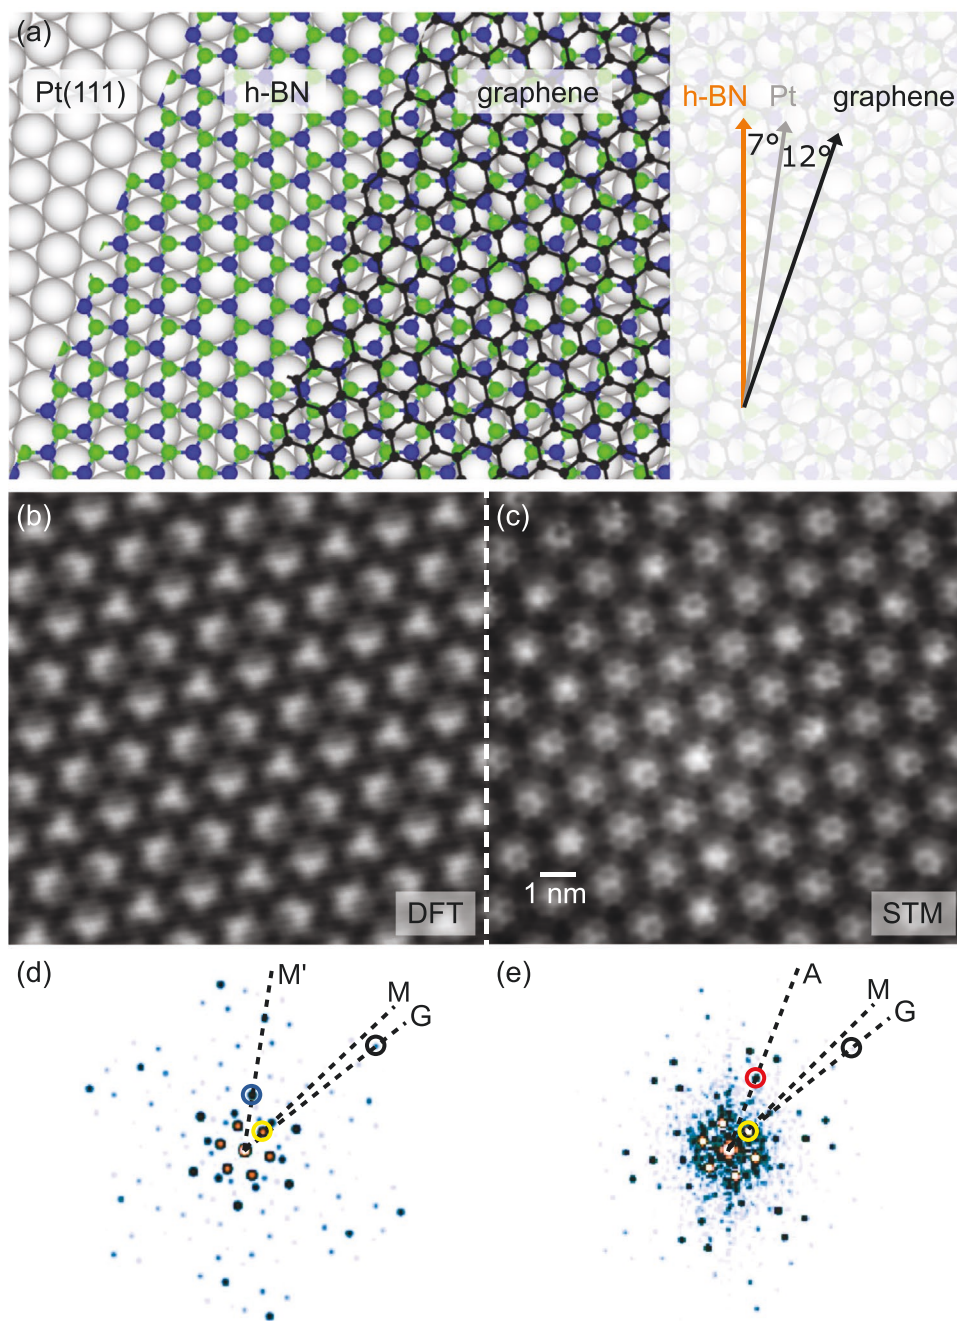 (a)
Pt(111) h-BN graphene
h-BN Pt graphene
7° 12°
(b) (c)
1 nm
DFT STM
(d) M' M G
(e) A M G